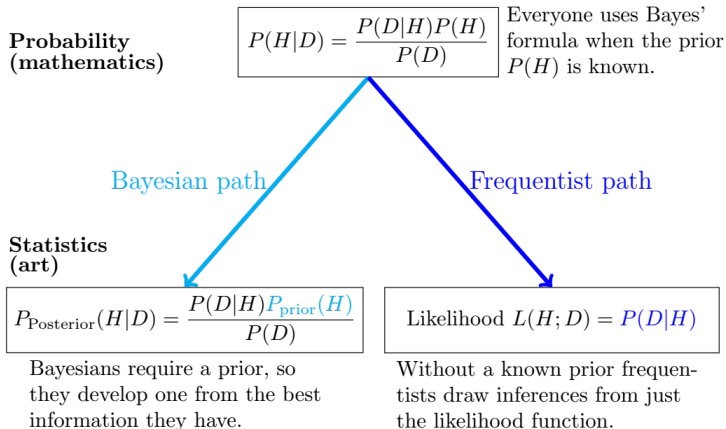 Probability
(mathematics)
P(H|D) = P(D|H)P(H) / P(D)
Everyone uses Bayes'
formula when the prior
P(H) is known.
Bayesian path
Frequentist path
Statistics
(art)
P_Posterior(H|D) = P(D|H)P_prior(H) / P(D)
Likelihood L(H; D) = P(D|H)
Bayesians require a prior, so
they develop one from the best
information they have.
Without a known prior frequen-
tists draw inferences from just
the likelihood function.